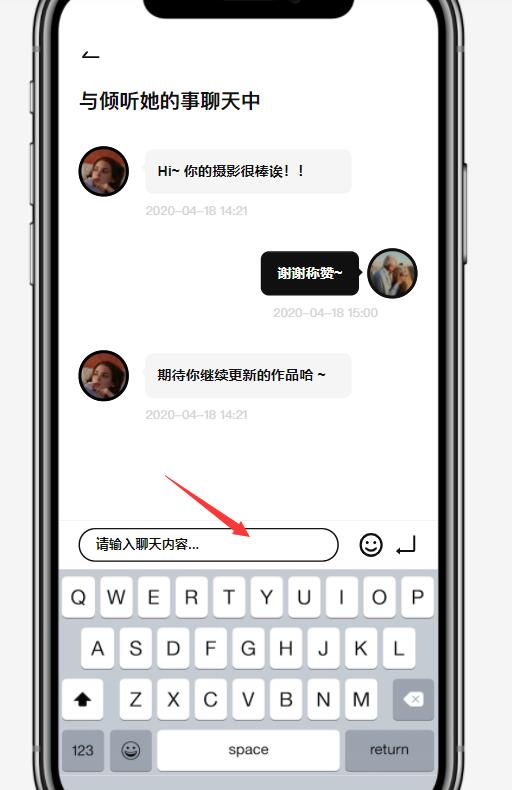 与倾听她的事聊天中
Hi~ 你的摄影很棒诶！！
2020-04-18 14:21
谢谢称赞~
2020-04-18 15:00
期待你继续更新的作品哈 ~
2020-04-18 14:21
请输入聊天内容...
Q W E R T Y U I O P
A S D F G H J K L
Z X C V B N M
123 space return